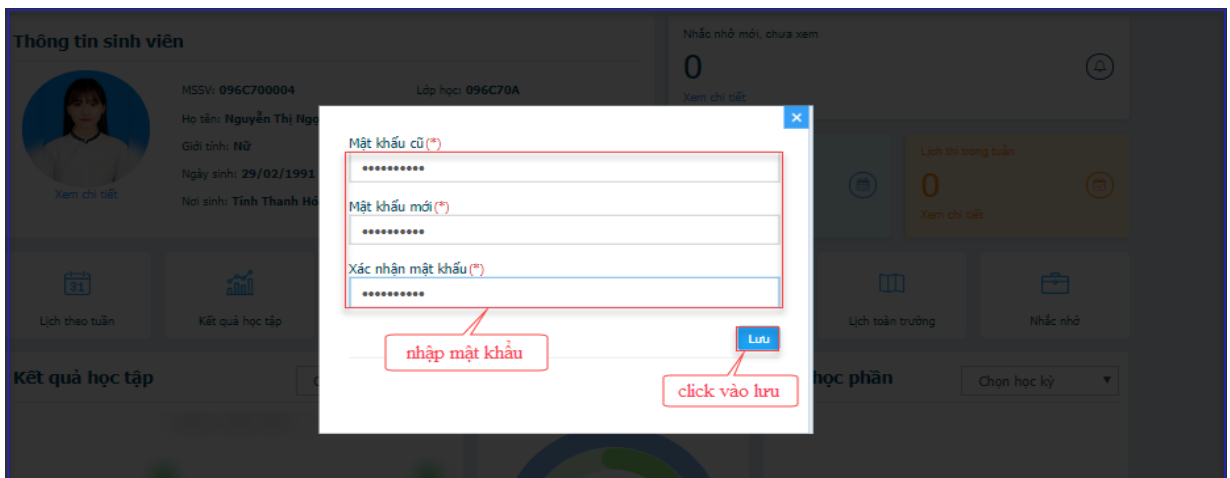 Thông tin sinh viên
MSSV: 096C700004
Lớp học: 096C70A
Họ tên: Nguyễn Thị Ngọ
Giới tính: Nữ
Ngày sinh: 29/02/1991
Nơi sinh: Tỉnh Thanh Hó
Xem chi tiết
Nhắc nhở mới, chưa xem
0
Xem chi tiết
Lịch thi trong tuần
0
Xem chi tiết
Mật khẩu cũ(*)
••••••••••
Mật khẩu mới(*)
••••••••••
Xác nhận mật khẩu(*)
••••••••••
nhập mật khẩu
Lưu
click vào lưu
31
Lịch theo tuần
Kết quả học tập
Lịch toàn trường
Nhắc nhở
Kết quả học tập
học phần
Chọn học kỳ